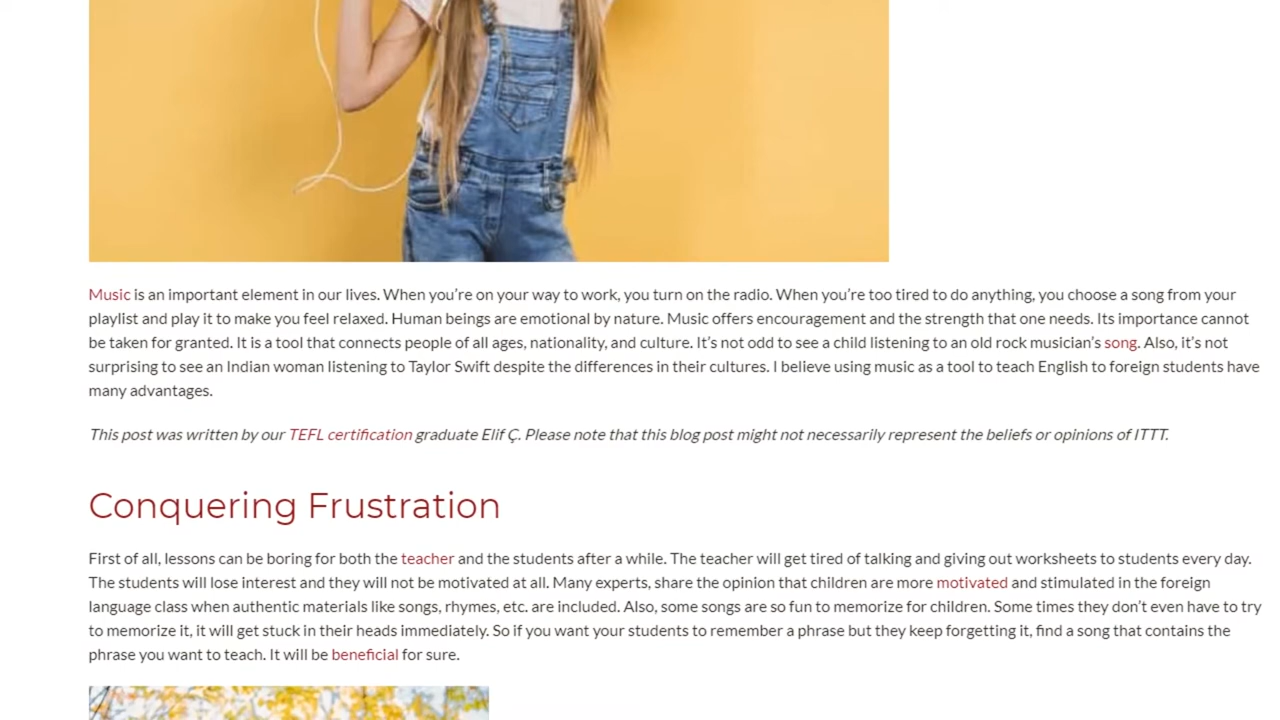 Music is an important element in our lives. When you’re on your way to work, you turn on the radio. When you’re too tired to do anything, you choose a song from your
playlist and play it to make you feel relaxed. Human beings are emotional by nature. Music offers encouragement and the strength that one needs. Its importance cannot
be taken for granted. It is a tool that connects people of all ages, nationality, and culture. It’s not odd to see a child listening to an old rock musician’s song. Also, it’s not
surprising to see an Indian woman listening to Taylor Swift despite the differences in their cultures. I believe using music as a tool to teach English to foreign students have
many advantages.
This post was written by our TEFL certification graduate Elif Ç. Please note that this blog post might not necessarily represent the beliefs or opinions of ITTT.
Conquering Frustration
First of all, lessons can be boring for both the teacher and the students after a while. The teacher will get tired of talking and giving out worksheets to students every day.
The students will lose interest and they will not be motivated at all. Many experts, share the opinion that children are more motivated and stimulated in the foreign
language class when authentic materials like songs, rhymes, etc. are included. Also, some songs are so fun to memorize for children. Some times they don’t even have to try
to memorize it, it will get stuck in their heads immediately. So if you want your students to remember a phrase but they keep forgetting it, find a song that contains the
phrase you want to teach. It will be beneficial for sure.